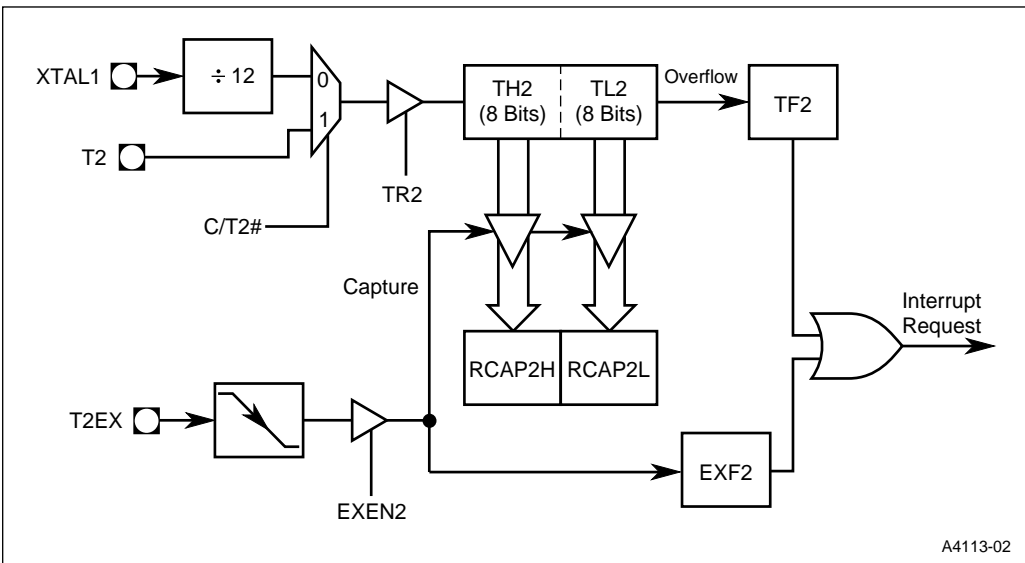 XTAL1
÷ 12
0
1
T2
C/T2#
TR2
TH2
(8 Bits)
TL2
(8 Bits)
Overflow
TF2
Capture
RCAP2H
RCAP2L
Interrupt
Request
T2EX
EXEN2
EXF2
A4113-02